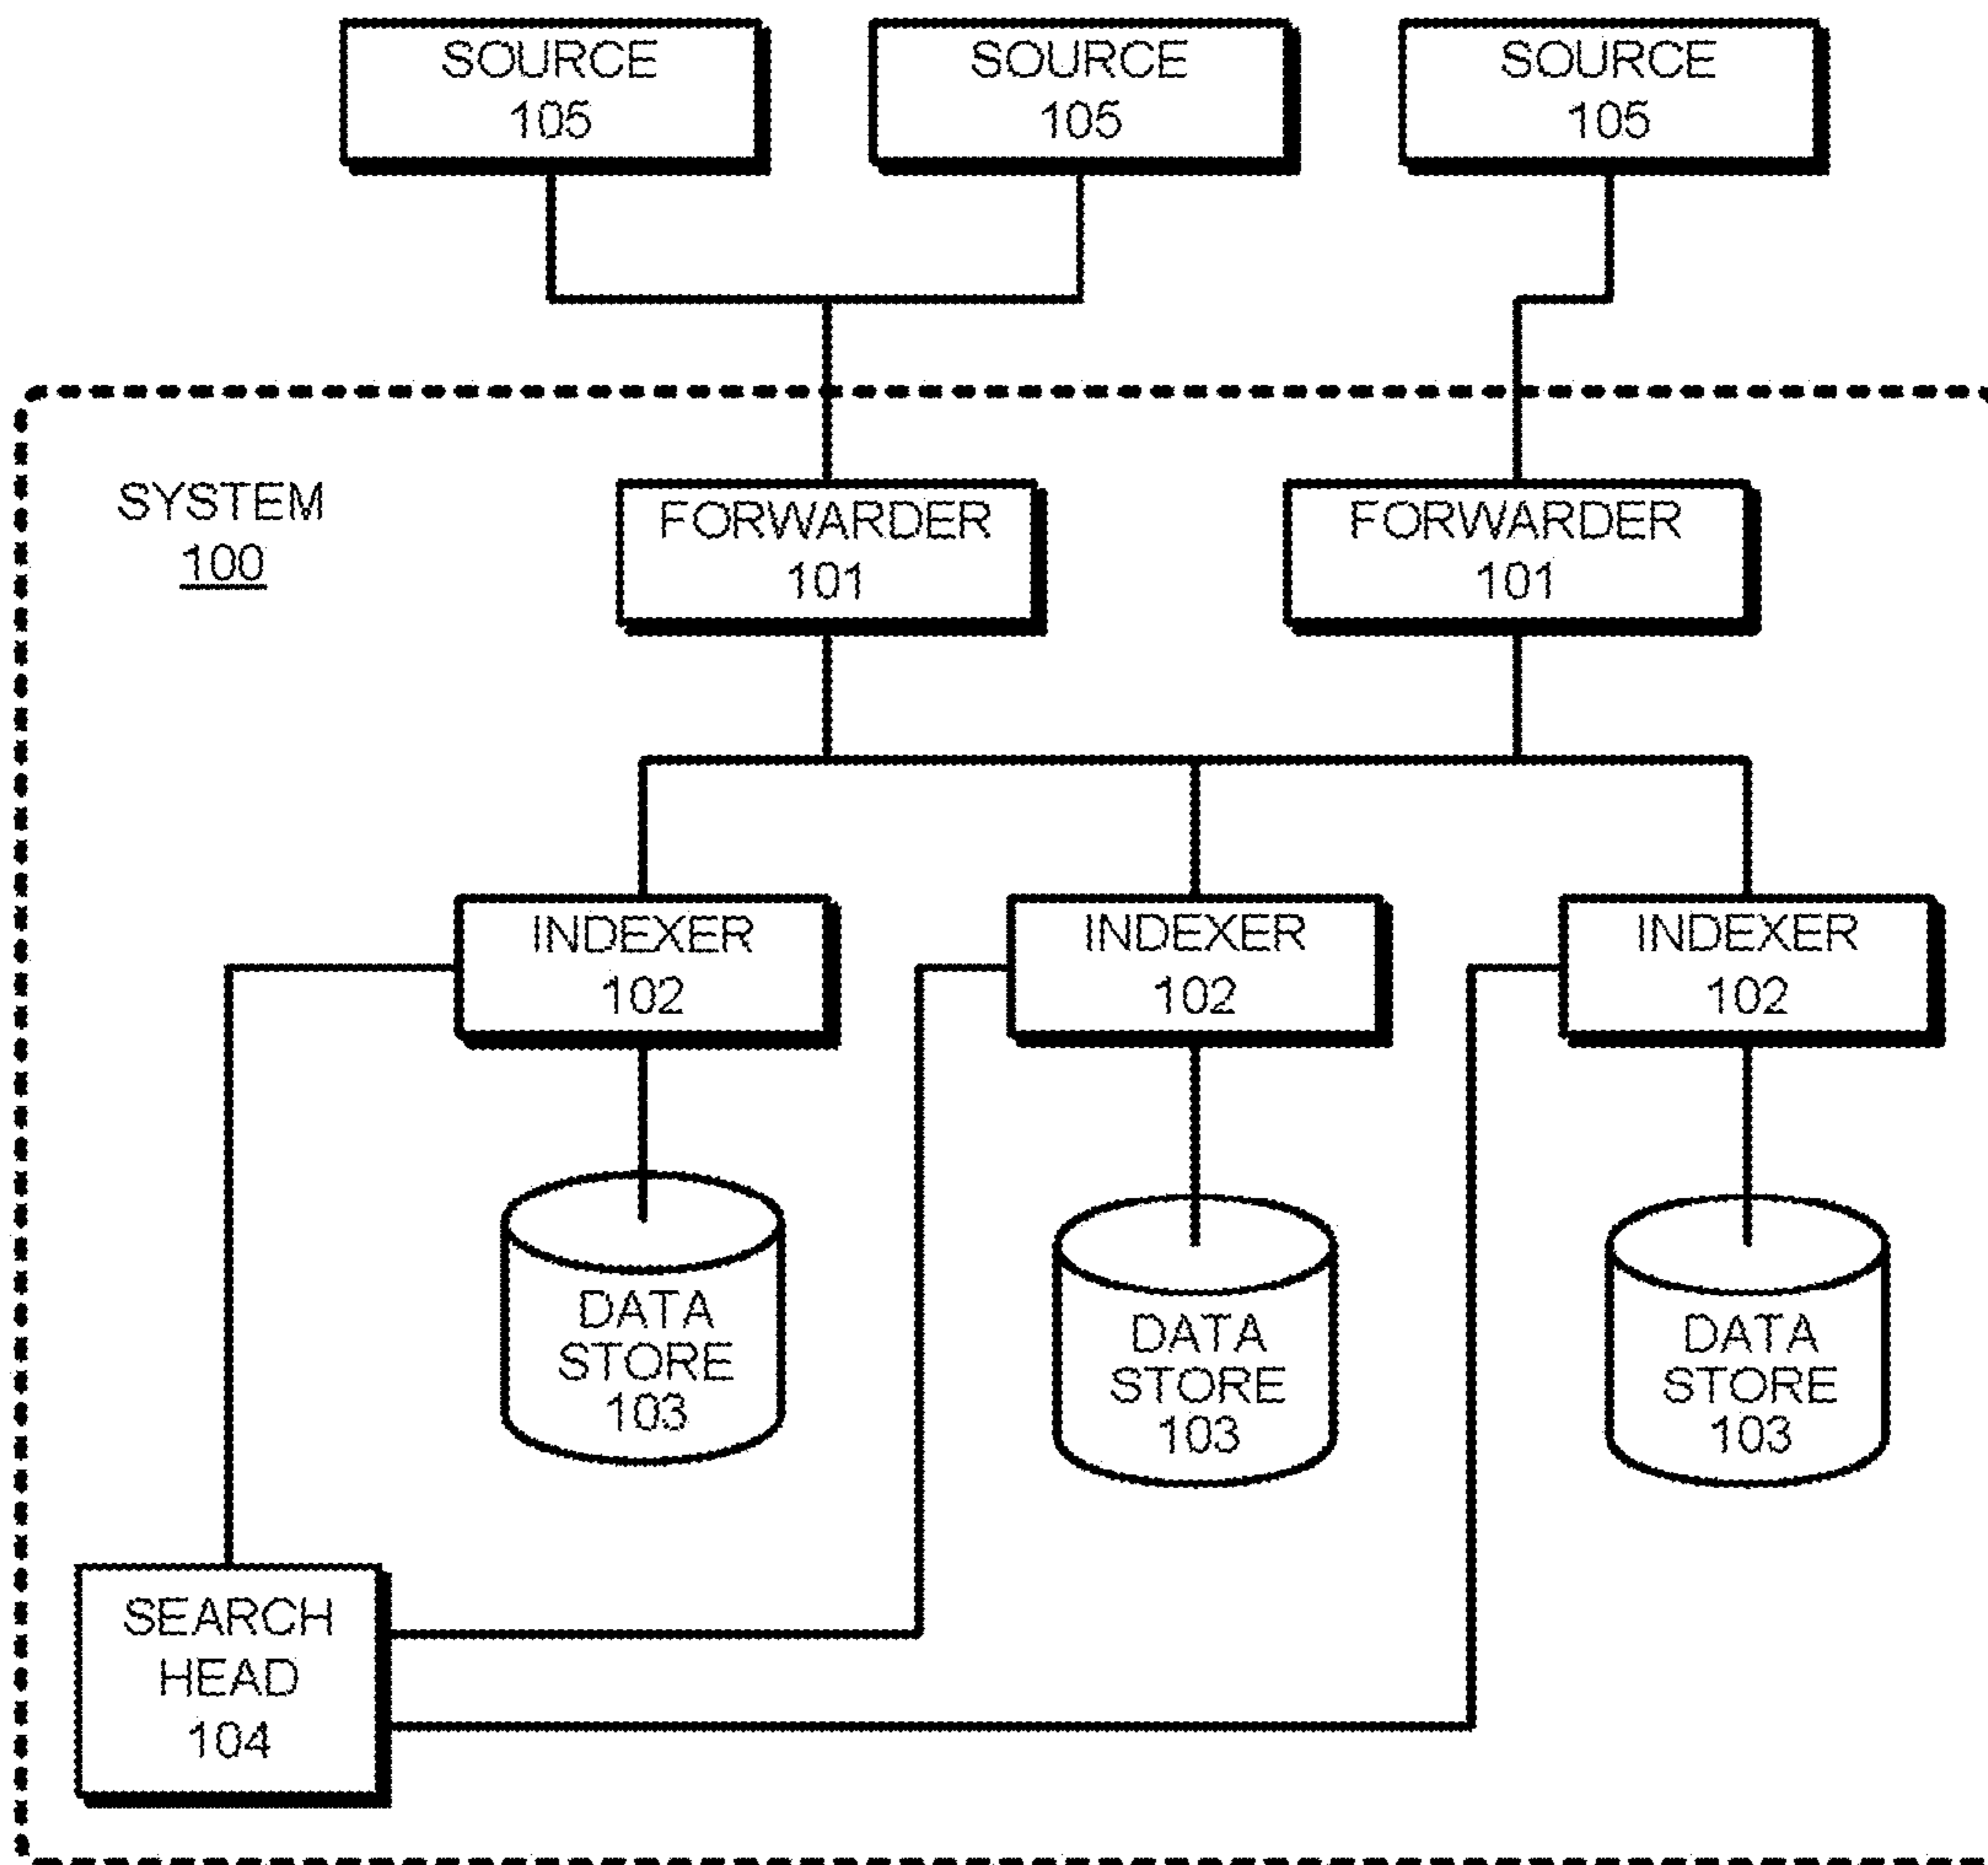 SOURCE
105
SOURCE
105
SOURCE
105
SYSTEM
100
FORWARDER
101
FORWARDER
101
INDEXER
102
INDEXER
102
INDEXER
102
DATA
STORE
103
DATA
STORE
103
DATA
STORE
103
SEARCH
HEAD
104